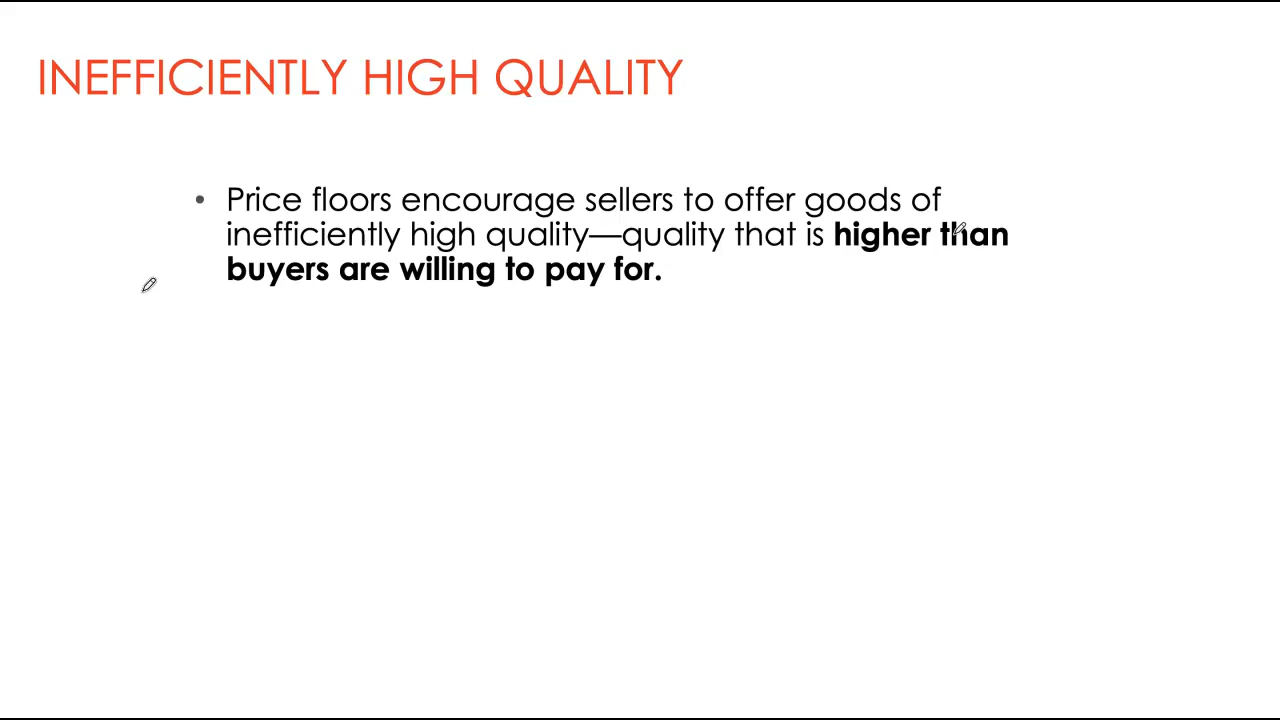 INEFFICIENTLY HIGH QUALITY
• Price floors encourage sellers to offer goods of
inefficiently high quality—quality that is higher than
buyers are willing to pay for.